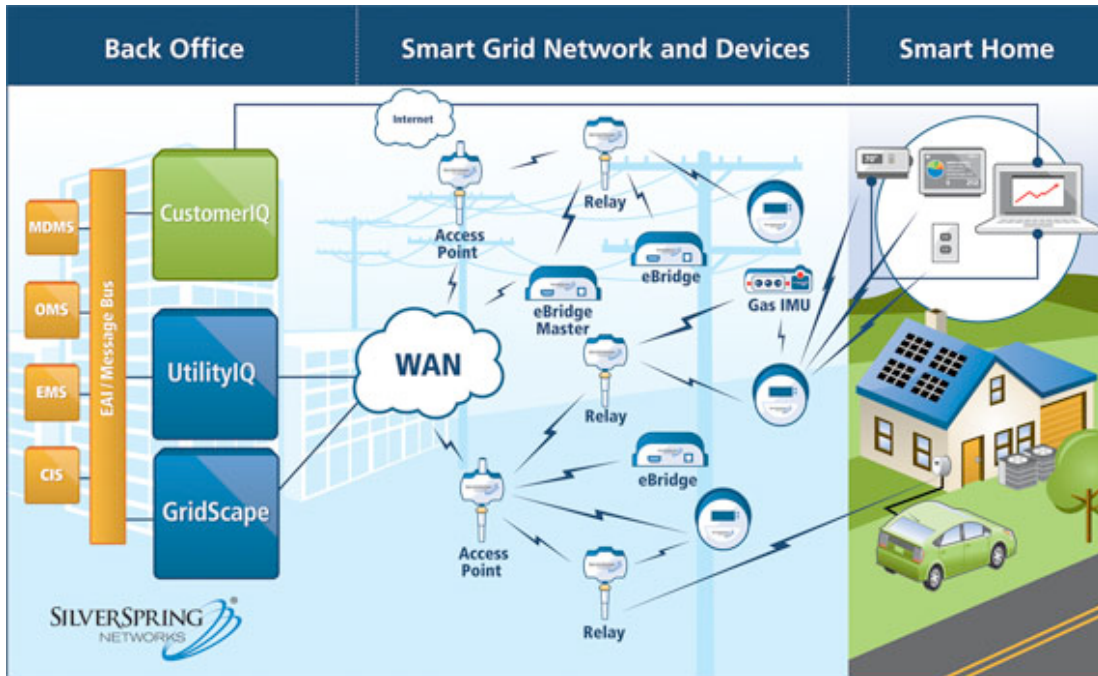 Back Office
Smart Grid Network and Devices
Smart Home
Internet
CustomerIQ
MDMS
OMS
EMS
CIS
EAI / Message Bus
UtilityIQ
GridScape
WAN
Access
Point
Relay
eBridge
eBridge
Master
Gas IMU
Relay
eBridge
Access
Point
Relay
70°
SILVERSPRING ®
NETWORKS